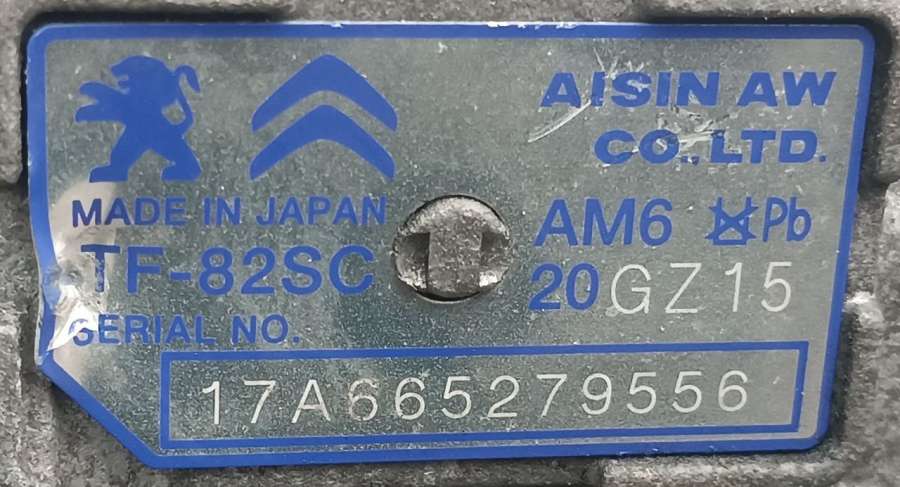 AISIN AW
CO.,LTD.
MADE IN JAPAN
AM6 Pb
TF-82SC
20GZ15
SERIAL NO.
17A665279556